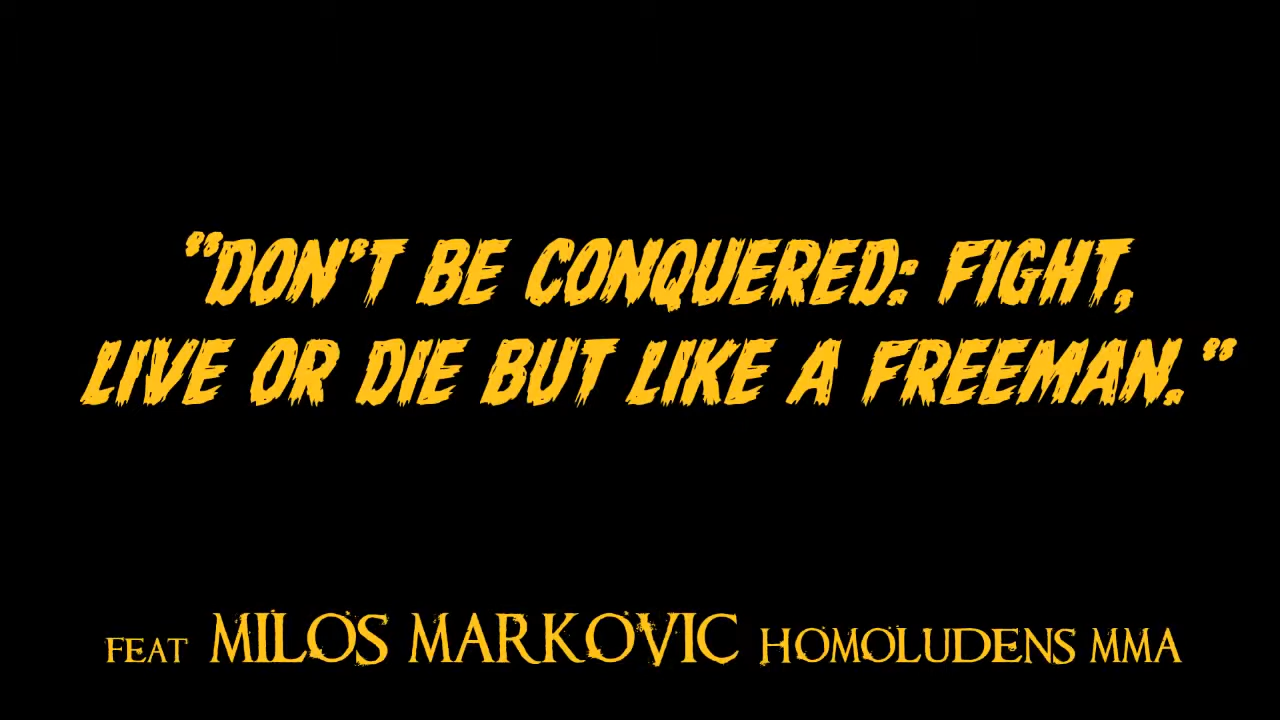 "DON'T BE CONQUERED: FIGHT,
LIVE OR DIE BUT LIKE A FREEMAN."
FEAT MILOS MARKOVIC HOMOLUDENS MMA